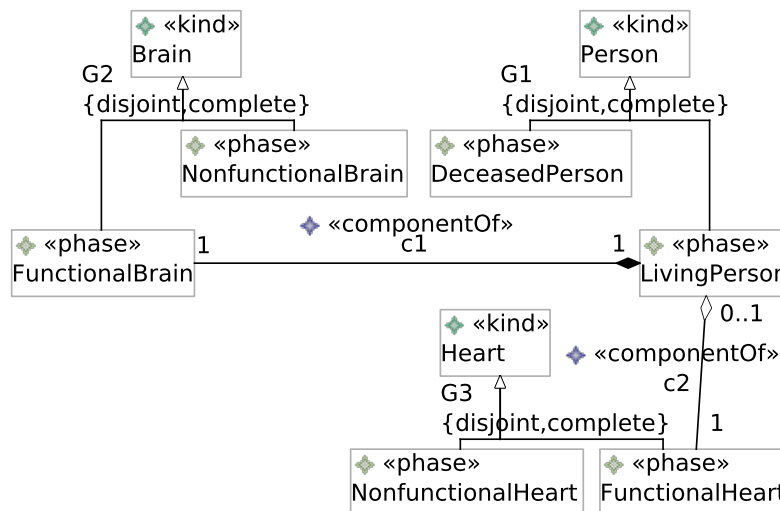 «kind»
Brain
«kind»
Person
G2
{disjoint,complete}
G1
{disjoint,complete}
«phase»
NonfunctionalBrain
«phase»
DeceasedPerson
«phase»
FunctionalBrain
1
«componentOf»
c1
1
«phase»
LivingPerson
0..1
«kind»
Heart
«componentOf»
c2
G3
{disjoint,complete}
1
«phase»
NonfunctionalHeart
«phase»
FunctionalHeart